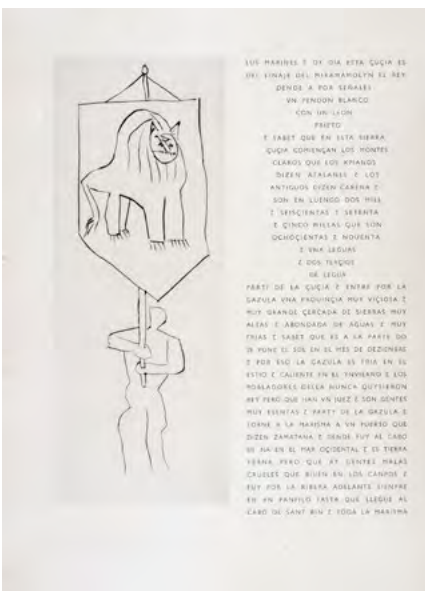 LOS MARINES É DE DIA ESTA ÇUÇIA ES
DEL LINAJE DEL MIRAMAMOLYN EL REY
DENDE A POR SEÑALES
VN PENDON BLANCO
CON UN LEON
PRIETO
É SABET QUE EN ESTA SIERRA
ÇUÇIA COMIENÇAN LOS MONTES
CLAROS QUE LOS XPIANOS
DIZEN ATALANLE É LOS
ANTIGUOS DIZEN CARENA É
SON EN LUENGO DOS MILL
É SEISÇIENTAS É SETENTA
É ÇINCO MILLAS QUE SON
OCHOÇIENTAS É NOUENTA
É VNA LEGUAS
É DOS TERÇIOS
DE LEGUA
PARTI DE LA ÇUÇIA É ENTRE POR LA
GAZULA VNA PROUINÇIA MUY VIÇIOSA É
MUY GRANDE ÇERCADA DE SIERRAS MUY
ALTAS É ABONDADA DE AGUAS É MUY
FRIAS É SABET QUE ES A LA PARTE DO
SE PONE EL SOL EN EL MES DE DEZIENBRE
É POR ESO LA GAZULA ES FRIA EN EL
ESTIO É CALIENTE EN EL YNVIERNO É LOS
POBLADORES DELLA NUNCA QUYSIERON
REY PERO QUE HAN VN JUEZ É SON GENTES
MUY ESENTAS É PARTY DE LA GAZULA É
TORNE A LA MARISMA A VN PUERTO QUE
DIZEN ZAMATANA É DENDE FUY AL CABO
DE NA EN EL MAR OÇIDENTAL É ES TIERRA
YERMA PERO QUE AY GENTES MALAS
CRUELES QUE BIUEN EN LOS CANPOS É
FUY POR LA RIBERA ADELANTE SIENPRE
EN VN PANFILO FASTA QUE LLEGUE AL
CABO DE SANT BIN É TODA LA MARISMA